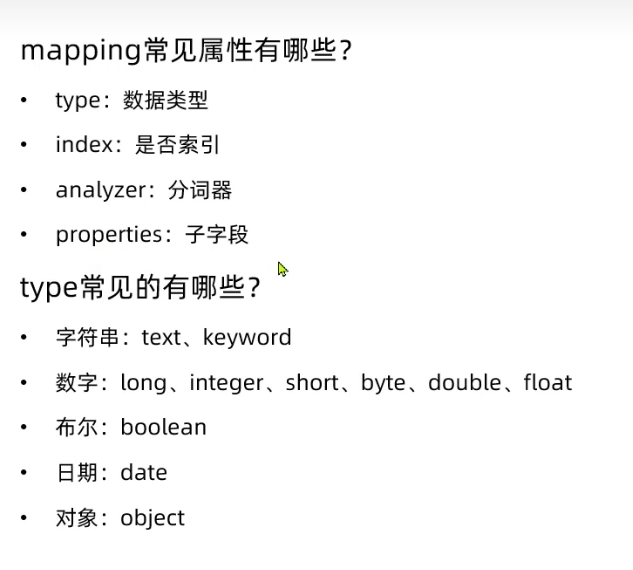 mapping常见属性有哪些？
• type：数据类型
• index：是否索引
• analyzer：分词器
• properties：子字段
type常见的有哪些？
• 字符串：text、keyword
• 数字：long、integer、short、byte、double、float
• 布尔：boolean
• 日期：date
• 对象：object